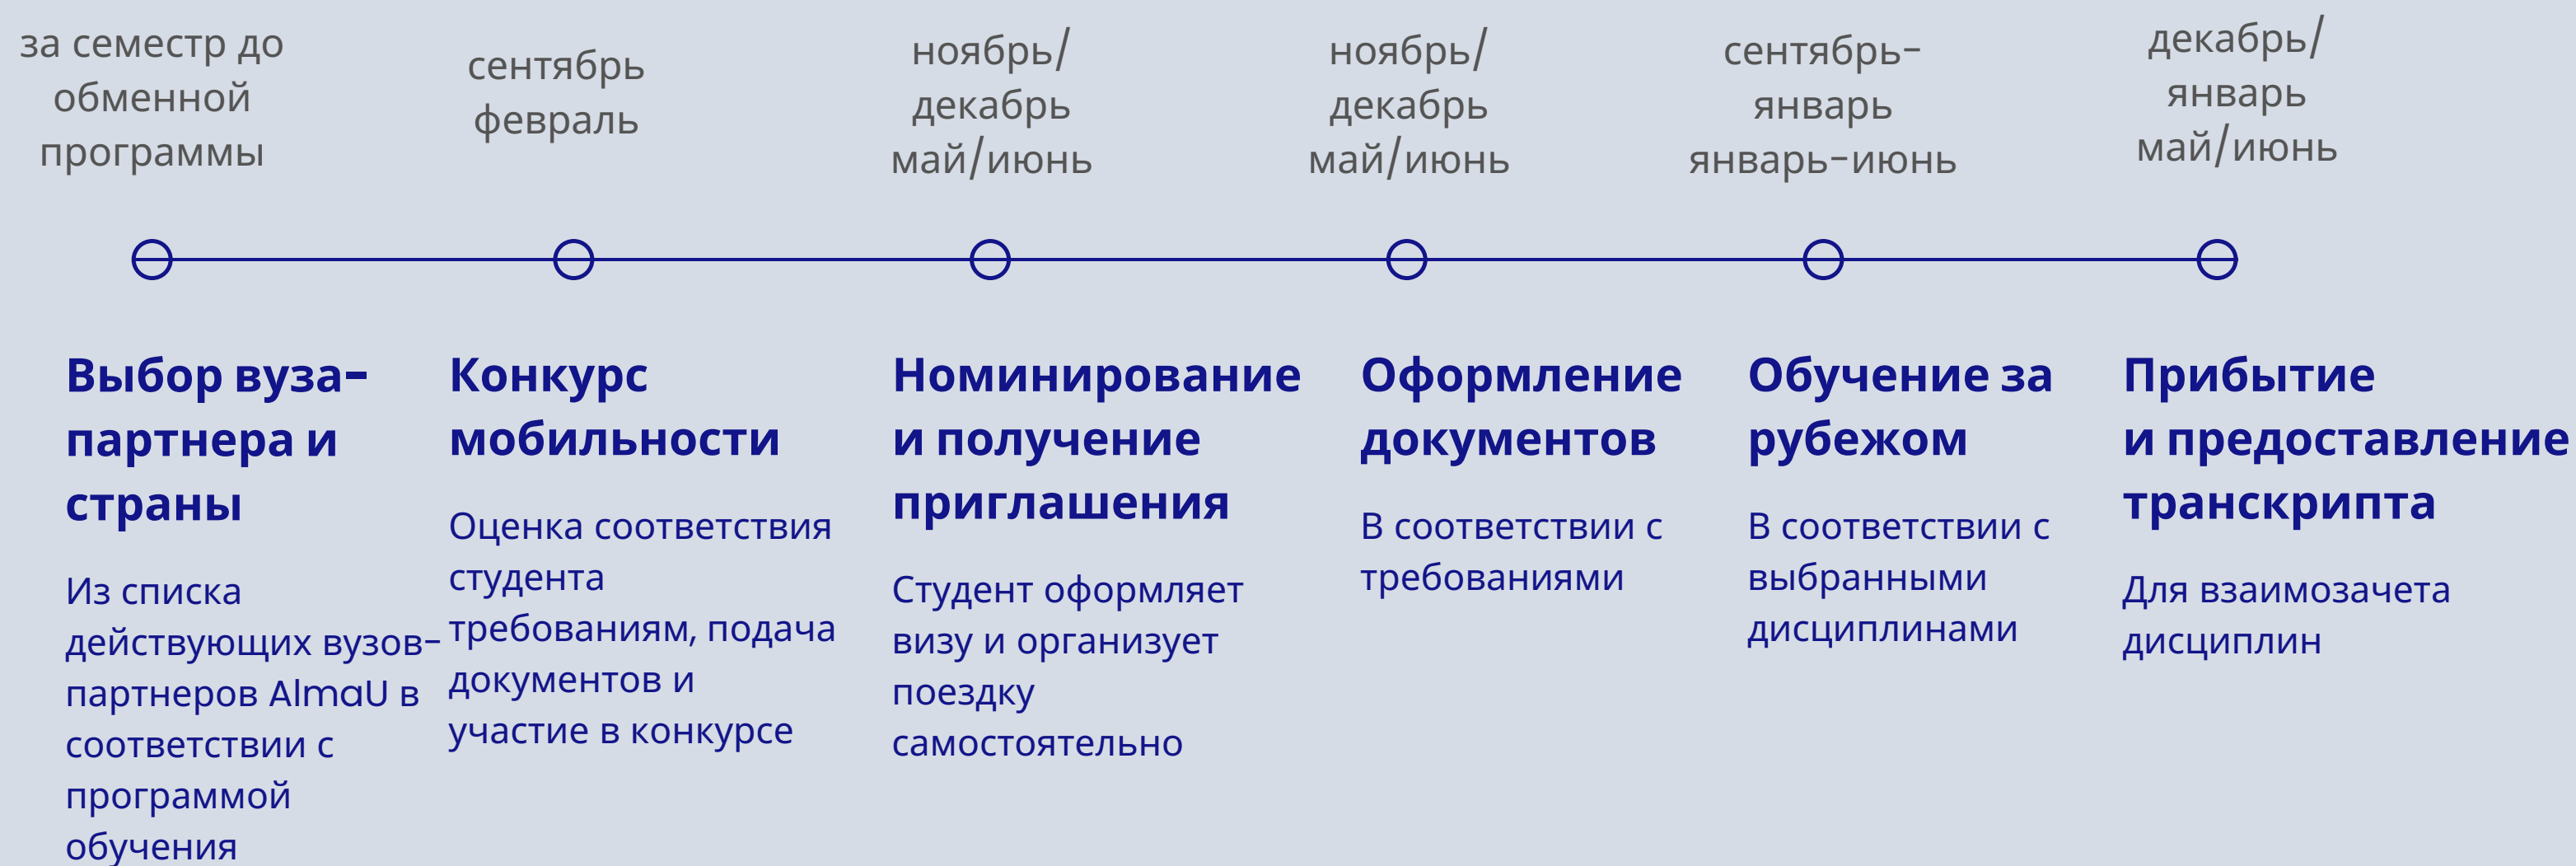 за семестр до
обменной
программы
сентябрь
февраль
ноябрь/
декабрь
май/июнь
ноябрь/
декабрь
май/июнь
сентябрь-
январь
январь-июнь
декабрь/
январь
май/июнь
Выбор вуза-
партнера и
страны
Из списка
действующих вузов-
партнеров AlmaU в
соответствии с
программой
обучения
Конкурс
мобильности
Оценка соответствия
студента
требованиям, подача
документов и
участие в конкурсе
Номинирование
и получение
приглашения
Студент оформляет
визу и организует
поездку
самостоятельно
Оформление
документов
В соответствии с
требованиями
Обучение за
рубежом
В соответствии с
выбранными
дисциплинами
Прибытие
и предоставление
транскрипта
Для взаимозачета
дисциплин